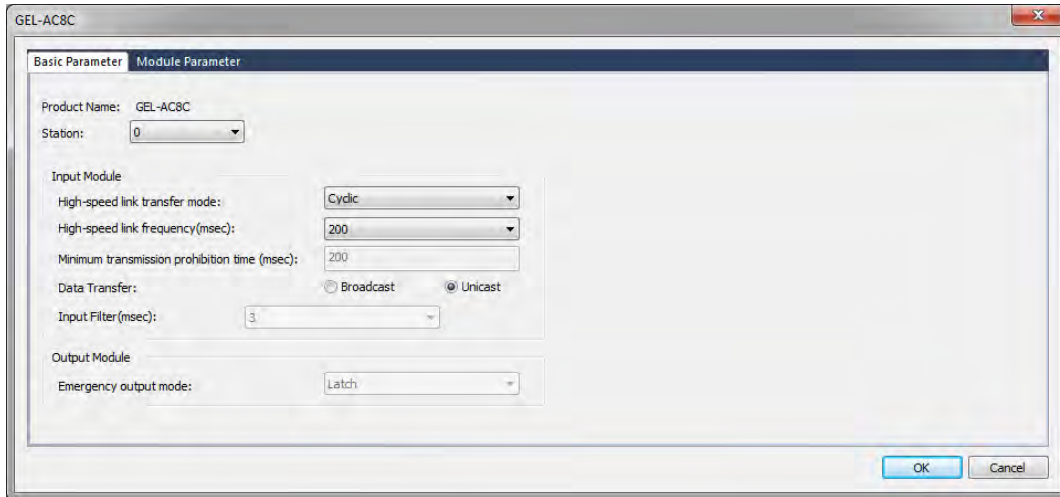 GEL-AC8C
Basic Parameter Module Parameter
Product Name: GEL-AC8C
Station: 0
Input Module
High-speed link transfer mode: Cyclic
High-speed link frequency(msec): 200
Minimum transmission prohibition time (msec): 200
Data Transfer: Broadcast Unicast
Input Filter(msec): 3
Output Module
Emergency output mode: Latch
OK Cancel